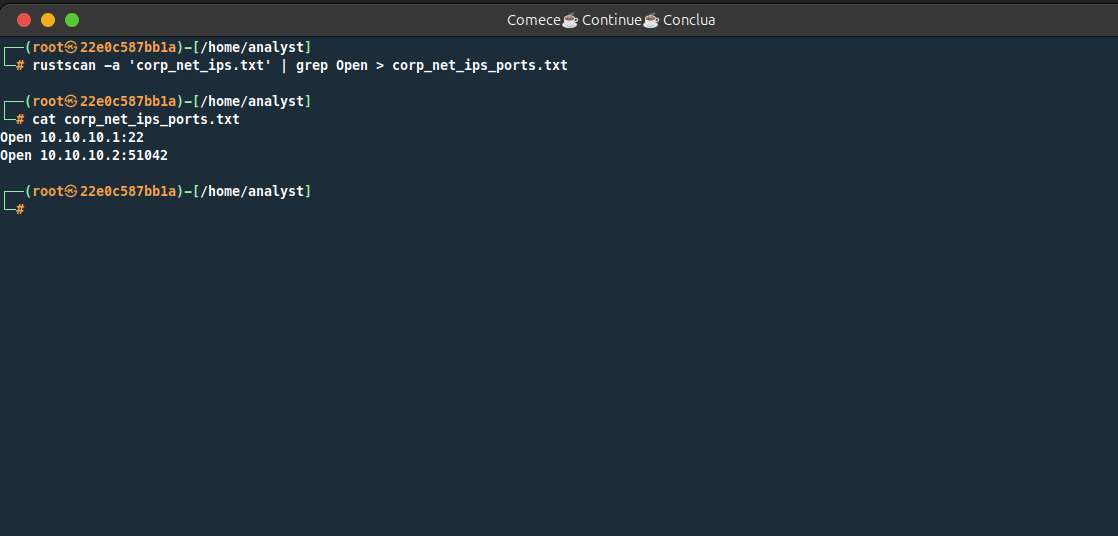 Comece☕ Continue☕ Conclua
┌──(root㉿22e0c587bb1a)-[/home/analyst]
└─# rustscan -a 'corp_net_ips.txt' | grep Open > corp_net_ips_ports.txt
┌──(root㉿22e0c587bb1a)-[/home/analyst]
└─# cat corp_net_ips_ports.txt
Open 10.10.10.1:22
Open 10.10.10.2:51042
┌──(root㉿22e0c587bb1a)-[/home/analyst]
└─#